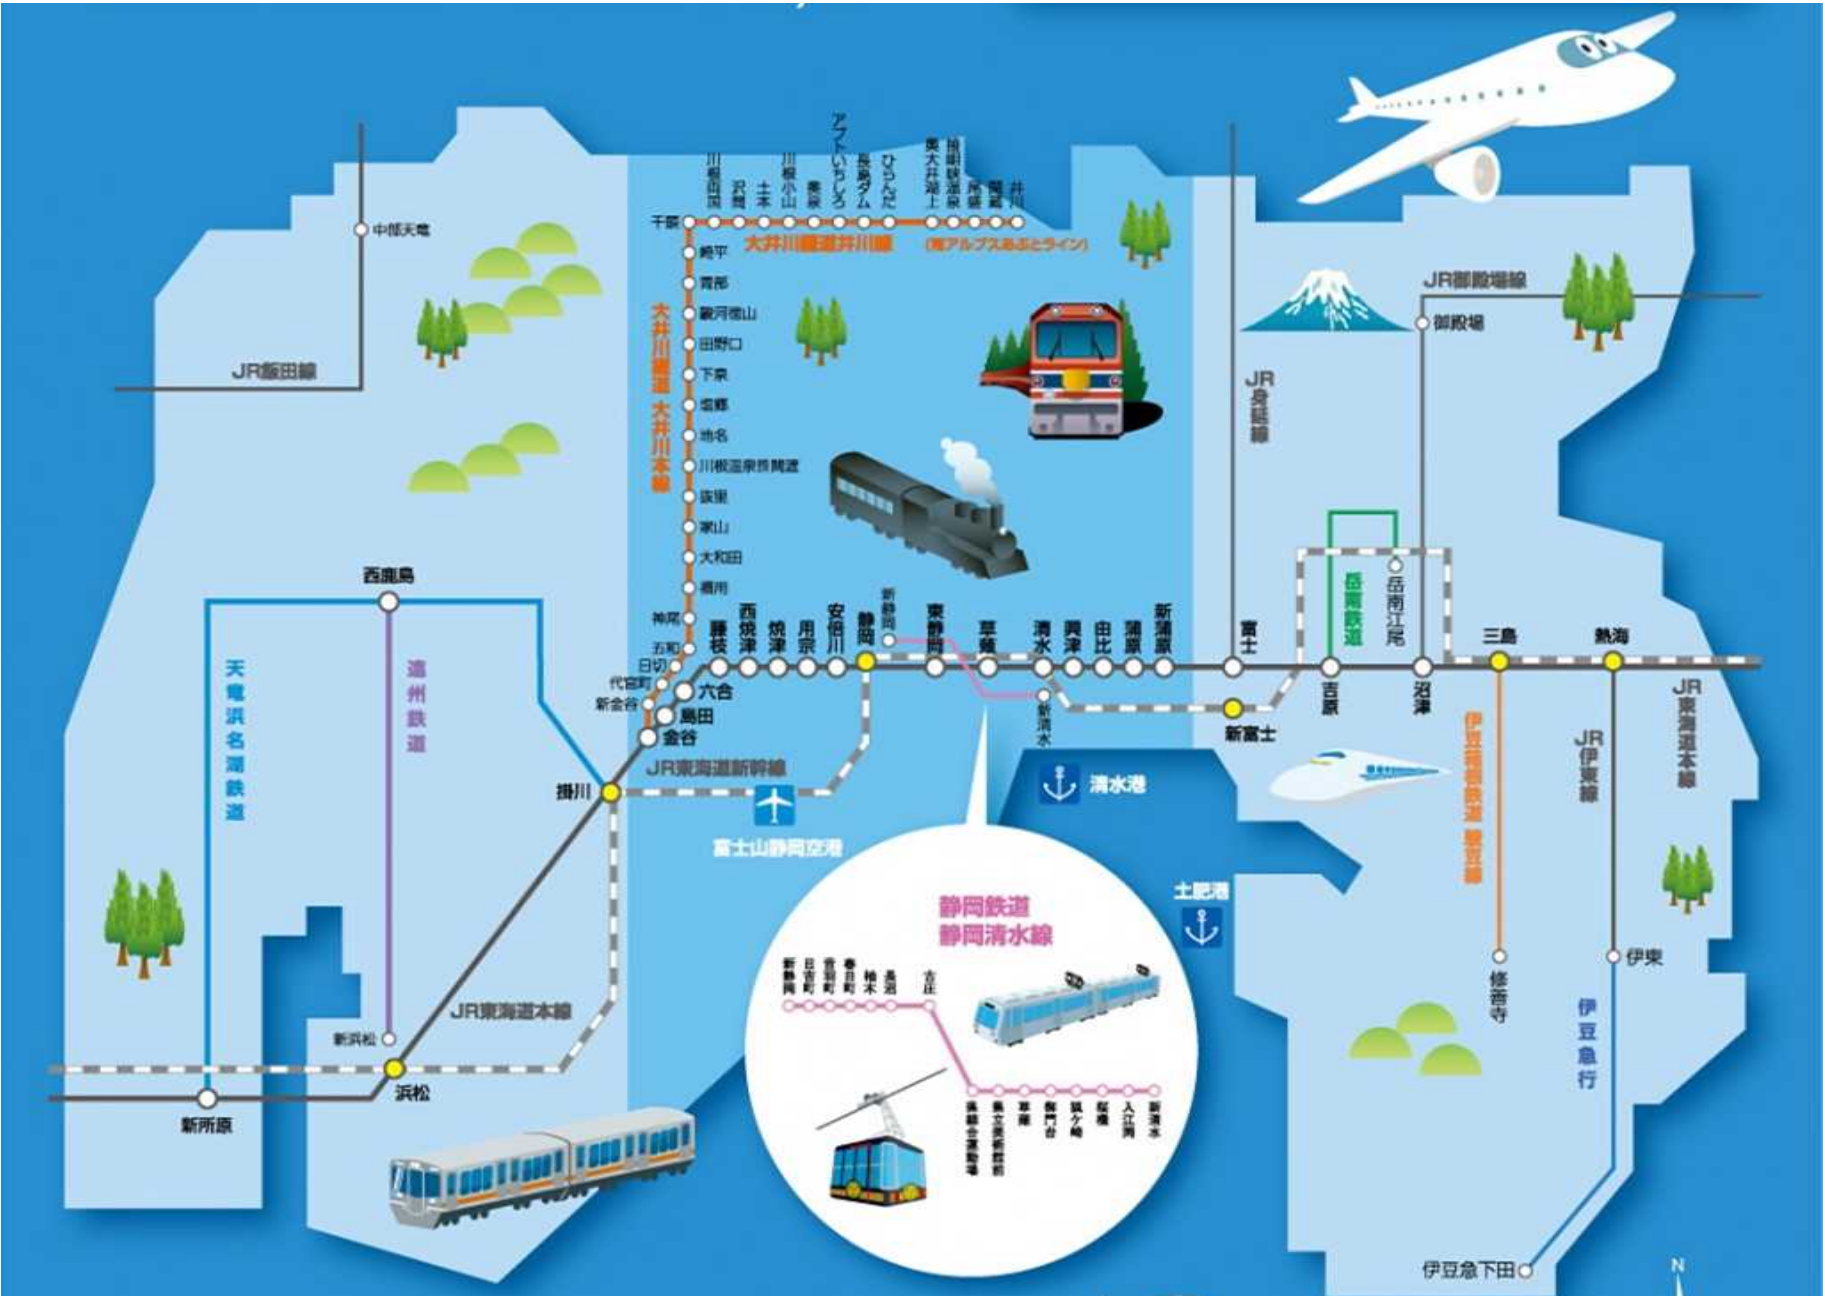 川根両国
沢間
土本
川根小山
奥泉
アプトいちしろ
長島ダム
ひらんだ
奥大井湖上
接岨峡温泉
尾盛
閑蔵
井川
千頭
大井川鐵道井川線
(南アルプスあぷとライン)
中部天竜
崎平
青部
駿河徳山
田野口
下泉
塩郷
地名
川根温泉笹間渡
抜里
家山
大和田
福用
神尾
五和
日切
代官町
新金谷
大井川鐵道 大井川本線
JR飯田線
JR御殿場線
御殿場
JR身延線
岳南鉄道
岳南江尾
西鹿島
天竜浜名湖鉄道
遠州鉄道
藤枝
西焼津
焼津
用宗
安倍川
静岡
新静岡
東静岡
草薙
清水
興津
由比
蒲原
新蒲原
富士
三島
熱海
六合
島田
金谷
吉原
沼津
新清水
新富士
JR東海道本線
JR東海道新幹線
掛川
富士山静岡空港
清水港
土肥港
伊豆箱根鉄道 駿豆線
JR伊東線
伊東
修善寺
伊豆急行
伊豆急下田
静岡鉄道
静岡清水線
新静岡
日吉町
音羽町
春日町
柚木
長沼
古庄
県総合運動場
県立美術館前
草薙
御門台
狐ケ崎
桜橋
入江岡
新清水
JR東海道本線
新浜松
浜松
新所原
N